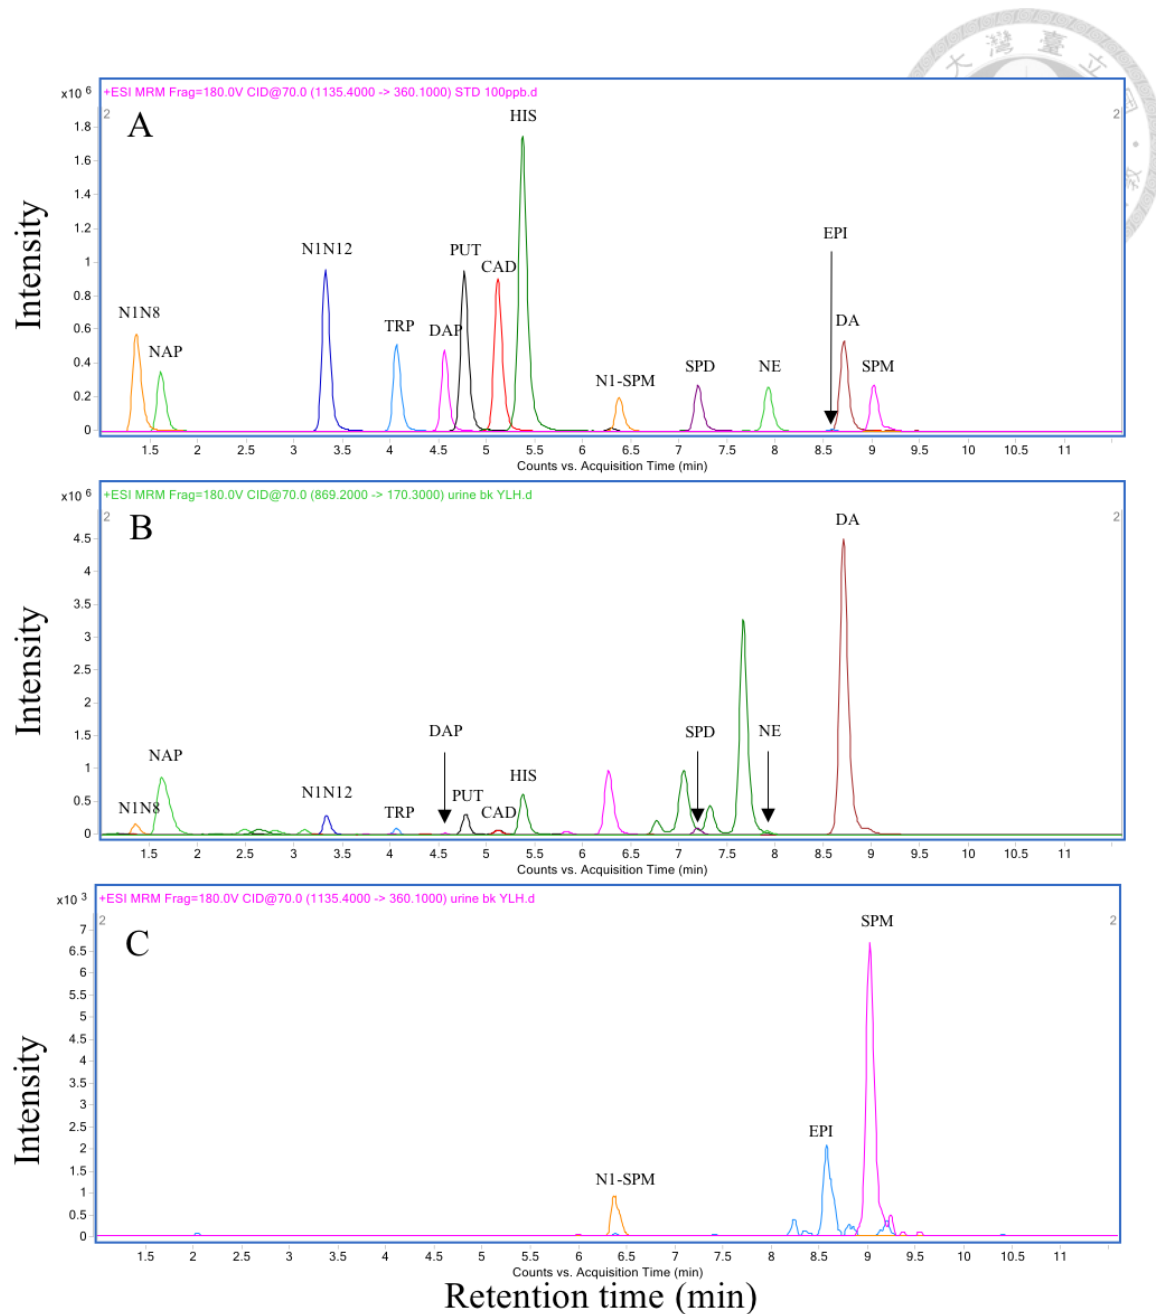 大灣臺立
x10 6
+ESI MRM Frag=180.0V CID@70.0 (1135.4000 -> 360.1000) STD 100ppb.d
2
2
A
HIS
1.8
1.6
1.4
1.2
1
0.8
0.6
0.4
0.2
0
Intensity
N1N8
NAP
N1N12
TRP
DAP
PUT
CAD
N1-SPM
SPD
NE
EPI
DA
SPM
1.5 2 2.5 3 3.5 4 4.5 5 5.5 6 6.5 7 7.5 8 8.5 9 9.5 10 10.5 11
Counts vs. Acquisition Time (min)
x10 6
+ESI MRM Frag=180.0V CID@70.0 (869.2000 -> 170.3000) urine bk YLH.d
2
2
B
DA
4.5
4
3.5
3
2.5
2
1.5
1
0.5
0
Intensity
N1N8
NAP
N1N12
TRP
DAP
PUT
CAD
HIS
SPD
NE
1.5 2 2.5 3 3.5 4 4.5 5 5.5 6 6.5 7 7.5 8 8.5 9 9.5 10 10.5 11
Counts vs. Acquisition Time (min)
x10 3
+ESI MRM Frag=180.0V CID@70.0 (1135.4000 -> 360.1000) urine bk YLH.d
2
2
C
SPM
7
6.5
6
5.5
5
4.5
4
3.5
3
2.5
2
1.5
1
0.5
0
Intensity
N1-SPM
EPI
1.5 2 2.5 3 3.5 4 4.5 5 5.5 6 6.5 7 7.5 8 8.5 9 9.5 10 10.5 11
Counts vs. Acquisition Time (min)
Retention time (min)